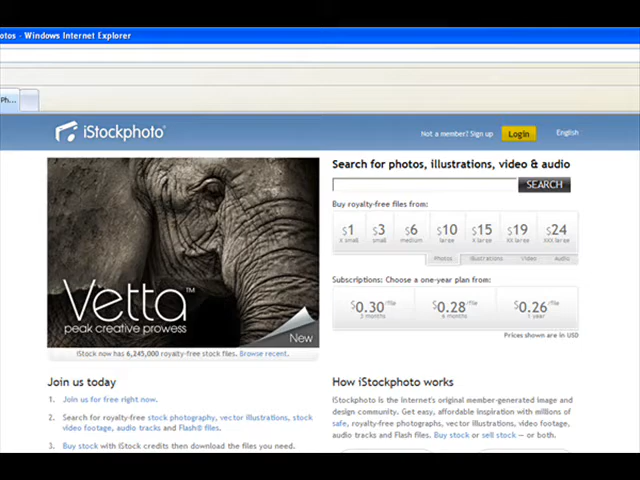 otos - Windows Internet Explorer
Ph...
iStockphoto®
Not a member? Sign up
Login
English
Search for photos, illustrations, video & audio
SEARCH
Buy royalty-free files from:
$1 $3 $6 $10 $15 $19 $24
x small small medium large X large XX large XXX large
Photos Illustrations Video Audio
Subscriptions: Choose a one-year plan from:
$0.30/file $0.28/file $0.26/file
3 months 6 months 1 year
Prices shown are in USD
Vetta™
peak creative prowess
New
iStock now has 6,245,000 royalty-free stock files. Browse recent.
Join us today
1. Join us for free right now.
2. Search for royalty-free stock photography, vector illustrations, stock
video footage, audio tracks and Flash® files.
3. Buy stock with iStock credits then download the files you need.
How iStockphoto works
iStockphoto is the internet's original member-generated image and
design community. Get easy, affordable inspiration with millions of
safe, royalty-free photographs, vector illustrations, video footage,
audio tracks and Flash files. Buy stock or sell stock — or both.